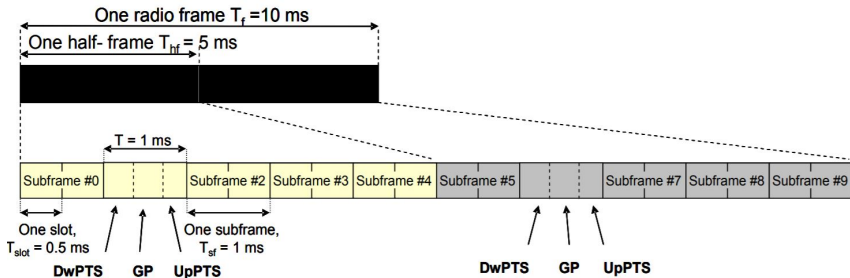 One radio frame T_f =10 ms
One half- frame T_hf = 5 ms
T = 1 ms
Subframe #0 Subframe #2 Subframe #3 Subframe #4 Subframe #5 Subframe #7 Subframe #8 Subframe #9
One slot,
T_slot = 0.5 ms
One subframe,
T_sf = 1 ms
DwPTS GP UpPTS DwPTS GP UpPTS